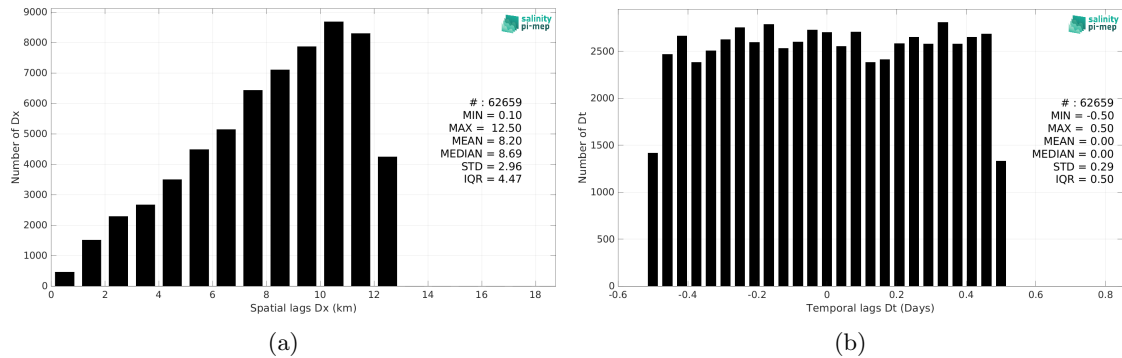 9000
8000
7000
6000
5000
4000
3000
2000
1000
0
Number of Dx
salinity
pi-mep
# : 62659
MIN = 0.10
MAX = 12.50
MEAN = 8.20
MEDIAN = 8.69
STD = 2.96
IQR = 4.47
0 2 4 6 8 10 12 14 16 18
Spatial lags Dx (km)
(a)
2500
2000
1500
1000
500
0
Number of Dt
salinity
pi-mep
# : 62659
MIN = -0.50
MAX = 0.50
MEAN = 0.00
MEDIAN = 0.00
STD = 0.29
IQR = 0.50
-0.6 -0.4 -0.2 0 0.2 0.4 0.6 0.8
Temporal lags Dt (Days)
(b)